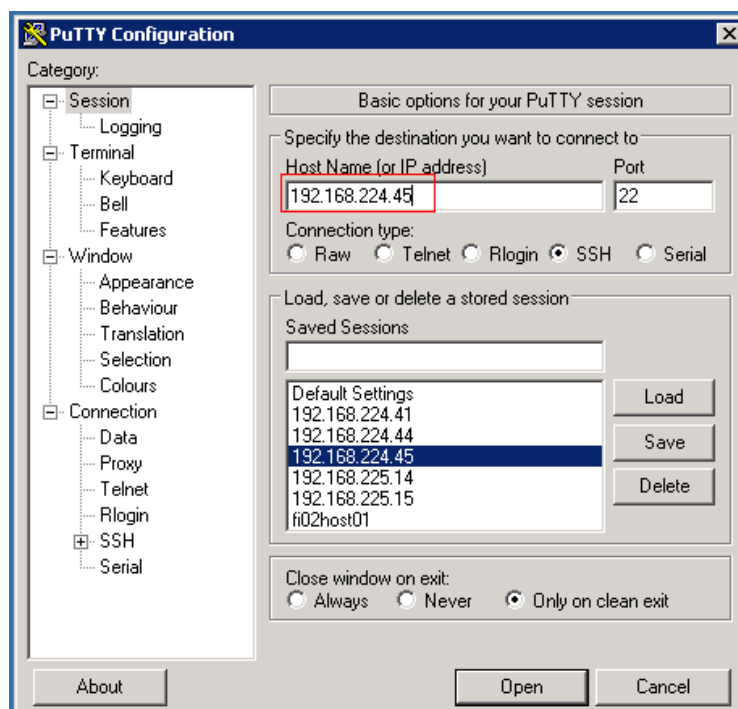 PuTTY Configuration
Category:
Session
Logging
Terminal
Keyboard
Bell
Features
Window
Appearance
Behaviour
Translation
Selection
Colours
Connection
Data
Proxy
Telnet
Rlogin
SSH
Serial
Basic options for your PuTTY session
Specify the destination you want to connect to
Host Name (or IP address) Port
192.168.224.45 22
Connection type:
Raw Telnet Rlogin SSH Serial
Load, save or delete a stored session
Saved Sessions
Default Settings
192.168.224.41
192.168.224.44
192.168.224.45
192.168.225.14
192.168.225.15
fi02host01
Load
Save
Delete
Close window on exit:
Always Never Only on clean exit
About Open Cancel